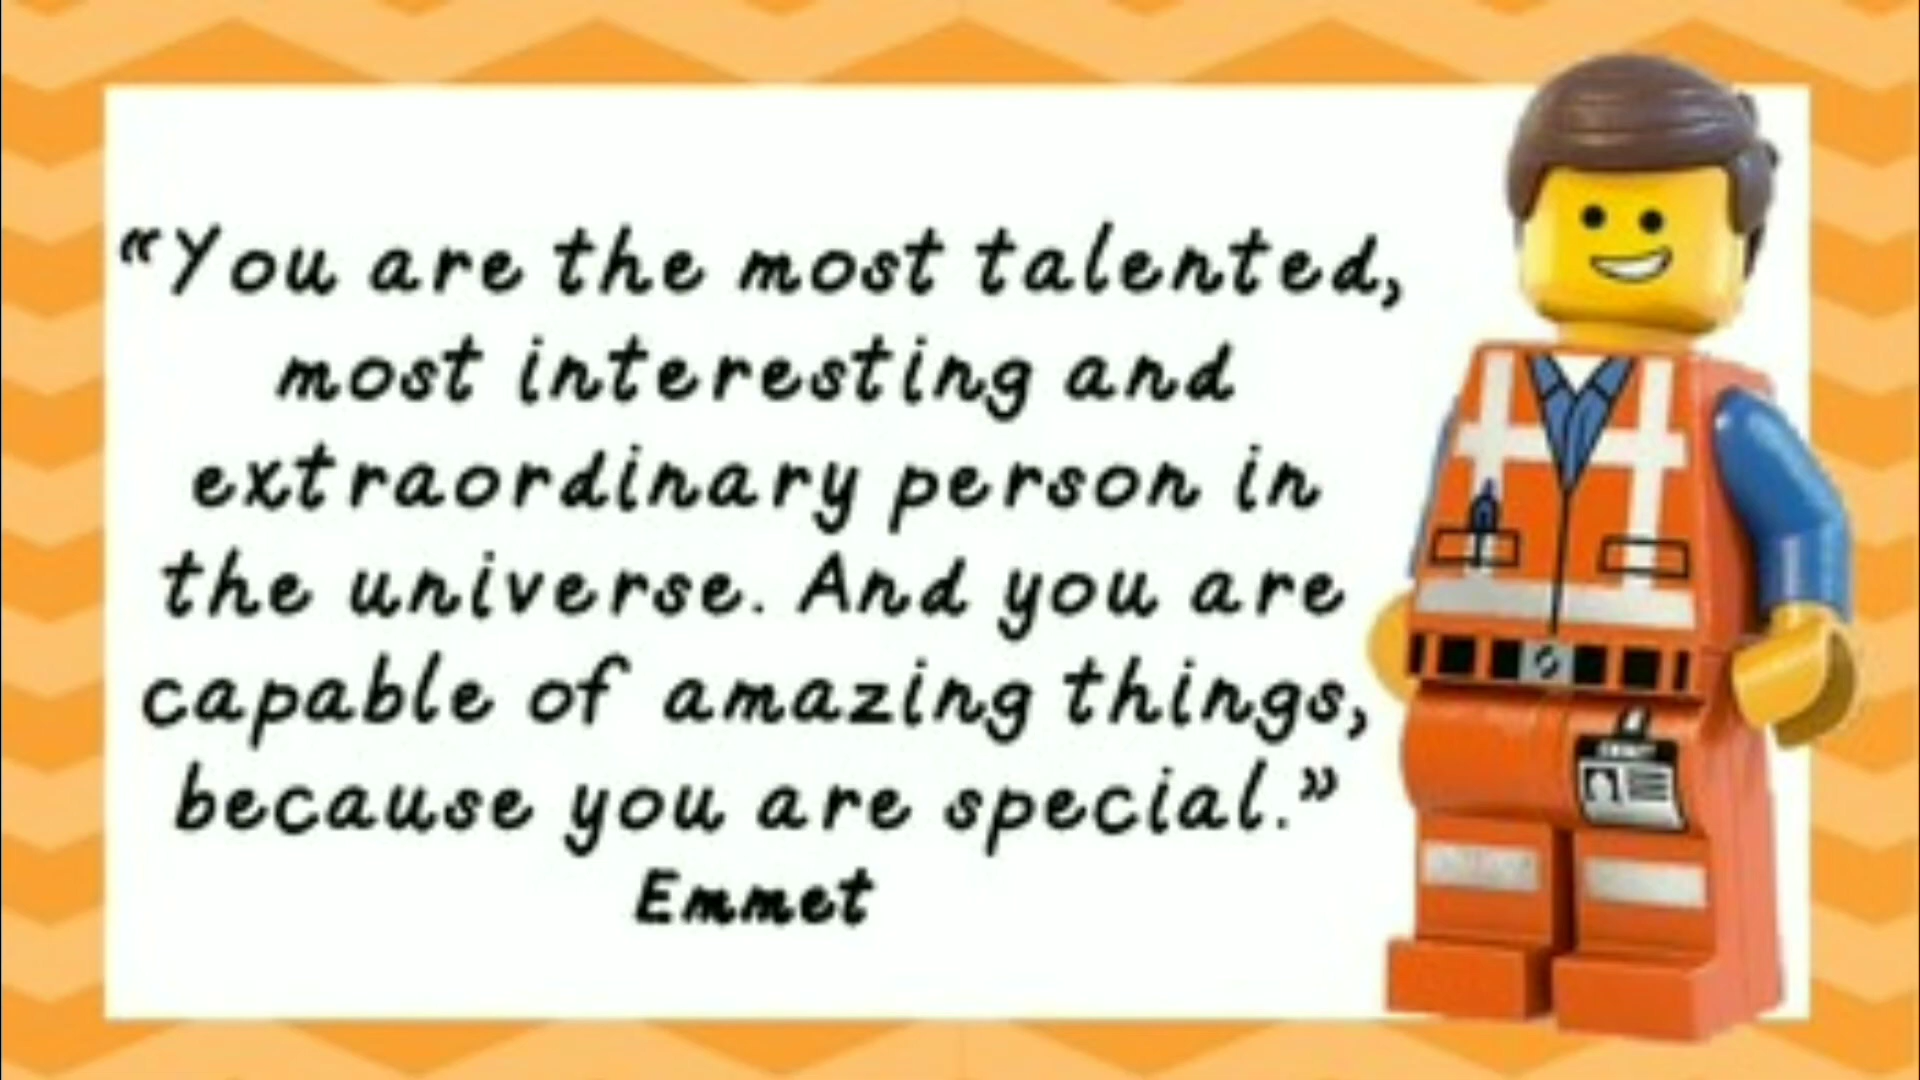 “You are the most talented,
most interesting and
extraordinary person in
the universe. And you are
capable of amazing things,
because you are special.”
Emmet